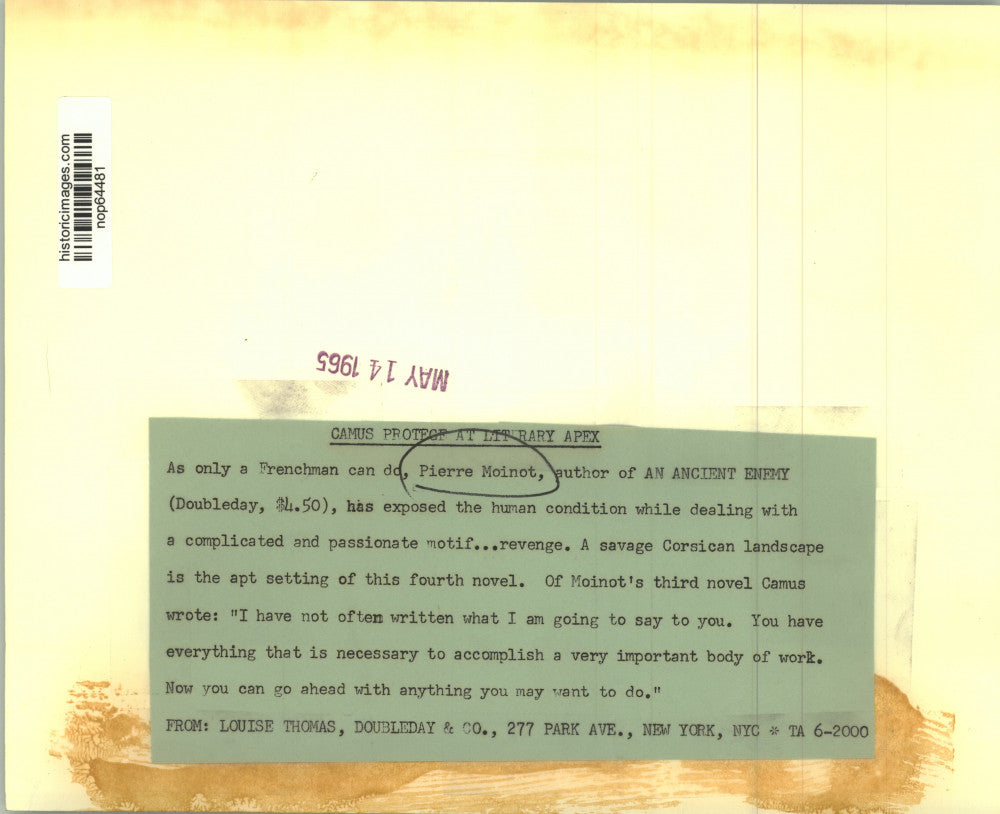 historicimages.com
nop64481
MAY 14 1965
CAMUS PROTEGE AT LITERARY APEX
As only a Frenchman can do, Pierre Moinot, author of AN ANCIENT ENEMY
(Doubleday, $4.50), has exposed the human condition while dealing with
a complicated and passionate motif...revenge. A savage Corsican landscape
is the apt setting of this fourth novel. Of Moinot's third novel Camus
wrote: "I have not often written what I am going to say to you. You have
everything that is necessary to accomplish a very important body of work.
Now you can go ahead with anything you may want to do."
FROM: LOUISE THOMAS, DOUBLEDAY & CO., 277 PARK AVE., NEW YORK, NYC * TA 6-2000